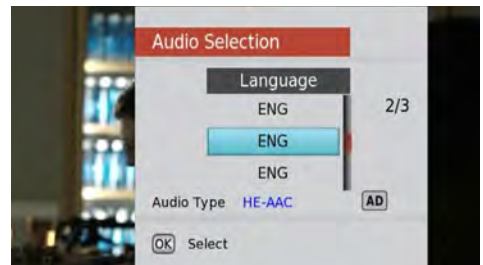 Audio Selection
Language
ENG 2/3
ENG
ENG
Audio Type HE-AAC AD
OK Select